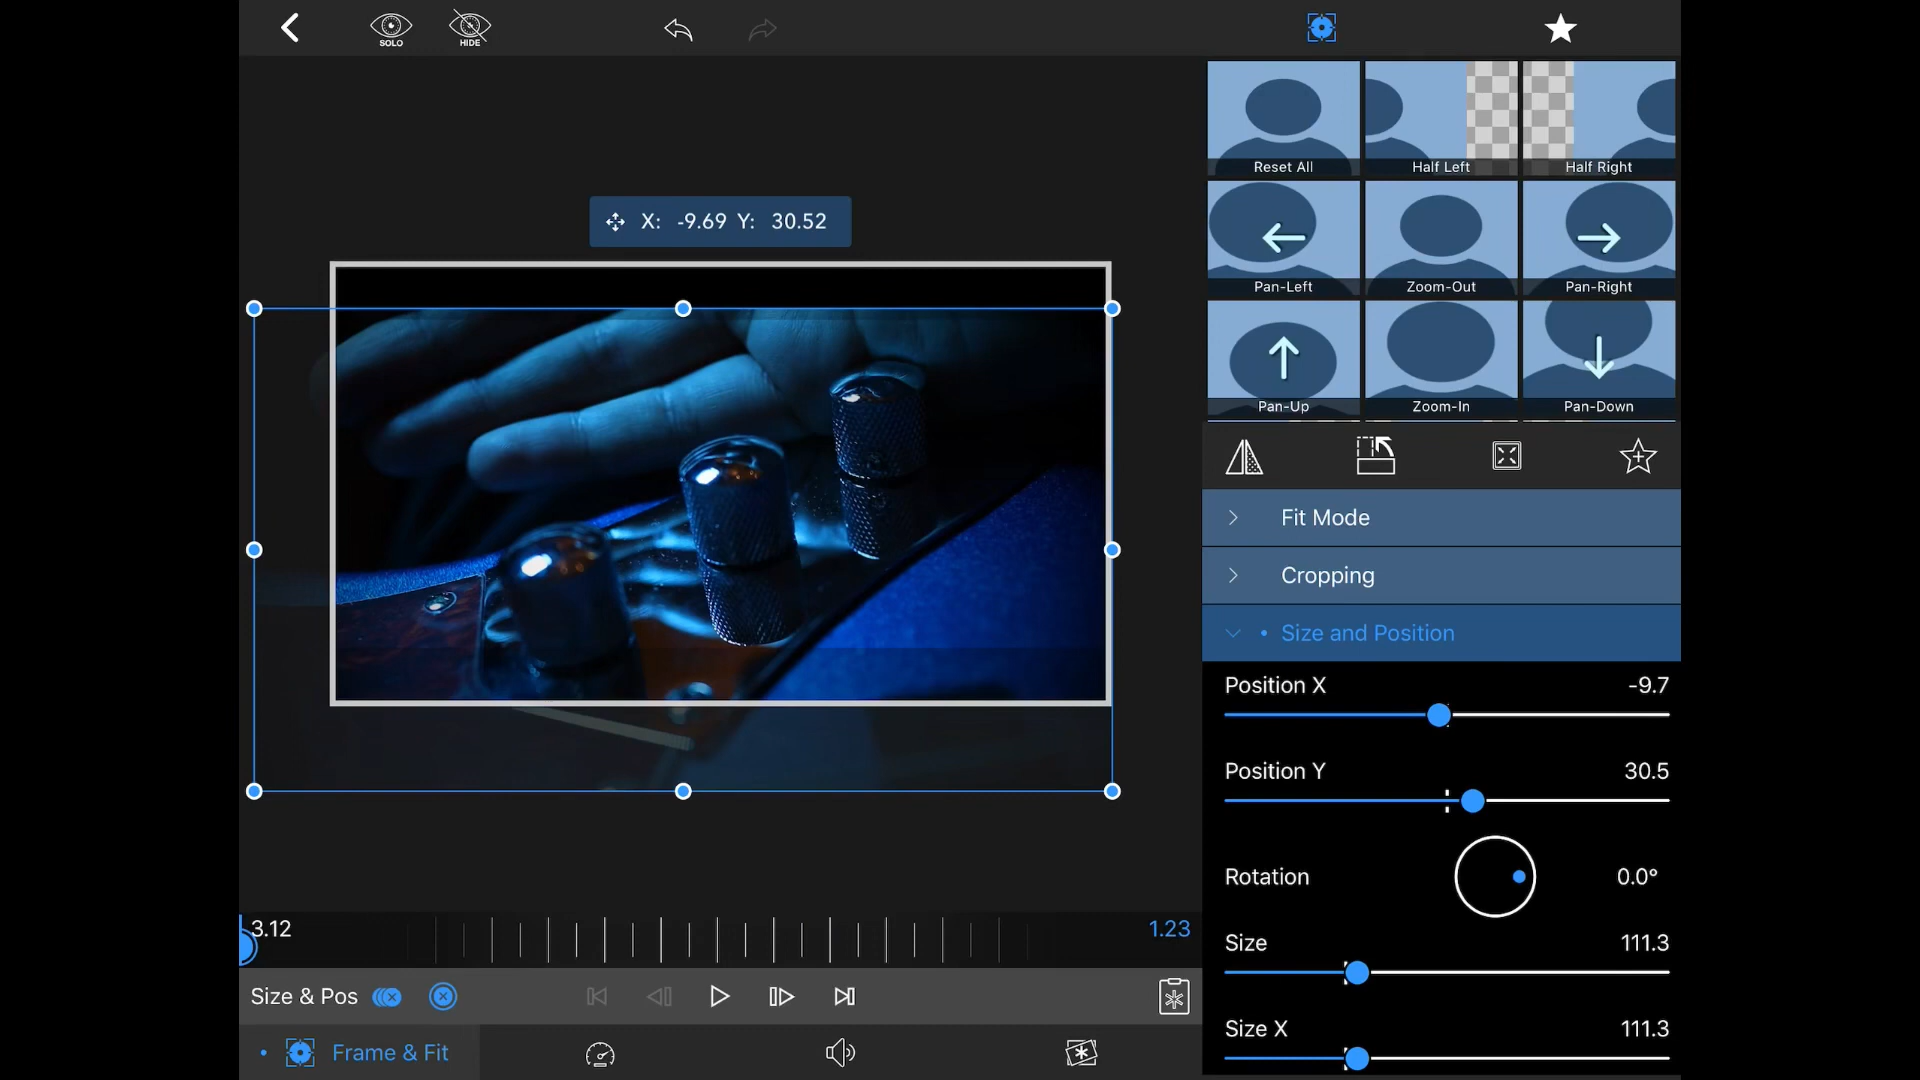 SOLO
HIDE
X: -9.69 Y: 30.52
Reset All
Half Left
Half Right
Pan-Left
Zoom-Out
Pan-Right
Pan-Up
Zoom-In
Pan-Down
Fit Mode
Cropping
• Size and Position
Position X -9.7
Position Y 30.5
Rotation 0.0°
Size 111.3
Size X 111.3
3.12
1.23
Size & Pos
• Frame & Fit